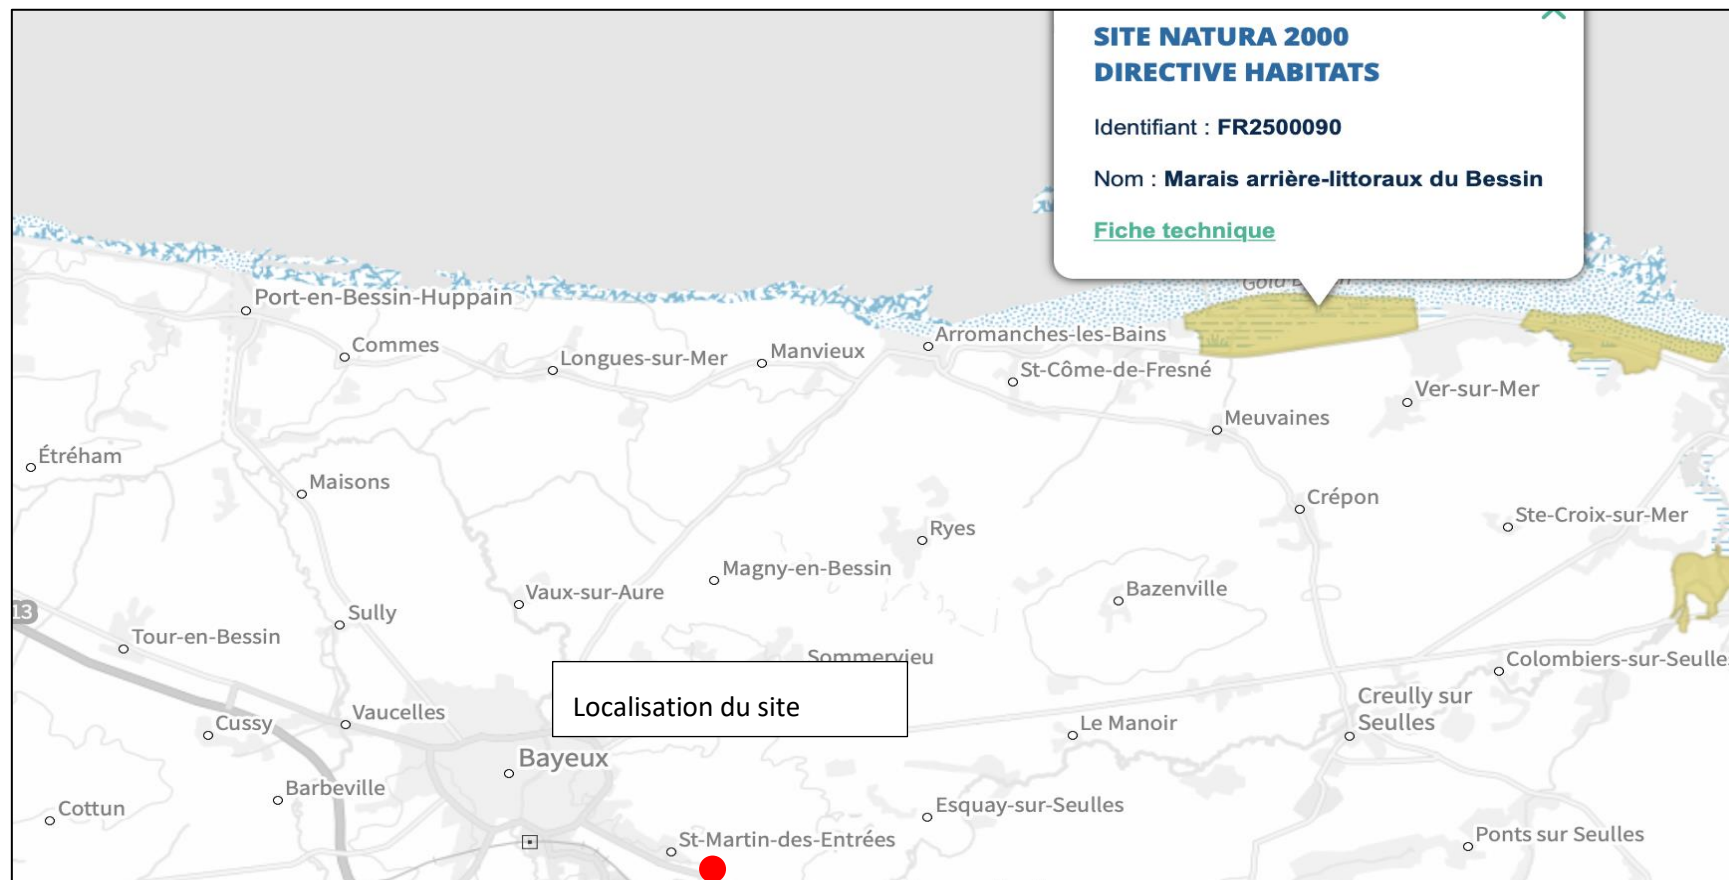 SITE NATURA 2000
DIRECTIVE HABITATS
Identifiant : FR2500090
Nom : Marais arrière-littoraux du Bessin
Fiche technique
Port-en-Bessin-Huppain
Commes
Longues-sur-Mer
Manvieux
Arromanches-les-Bains
St-Côme-de-Fresné
Ver-sur-Mer
Meuvaines
Étréham
Maisons
Crépon
Ste-Croix-sur-Mer
Ryes
Magny-en-Bessin
Vaux-sur-Aure
Bazenville
13
Sully
Tour-en-Bessin
Sommervieu
Colombiers-sur-Seulles
Localisation du site
Vaucelles
Cussy
Le Manoir
Creully sur
Seulles
Bayeux
Barbeville
Cottun
Esquay-sur-Seulles
St-Martin-des-Entrées
Ponts sur Seulles